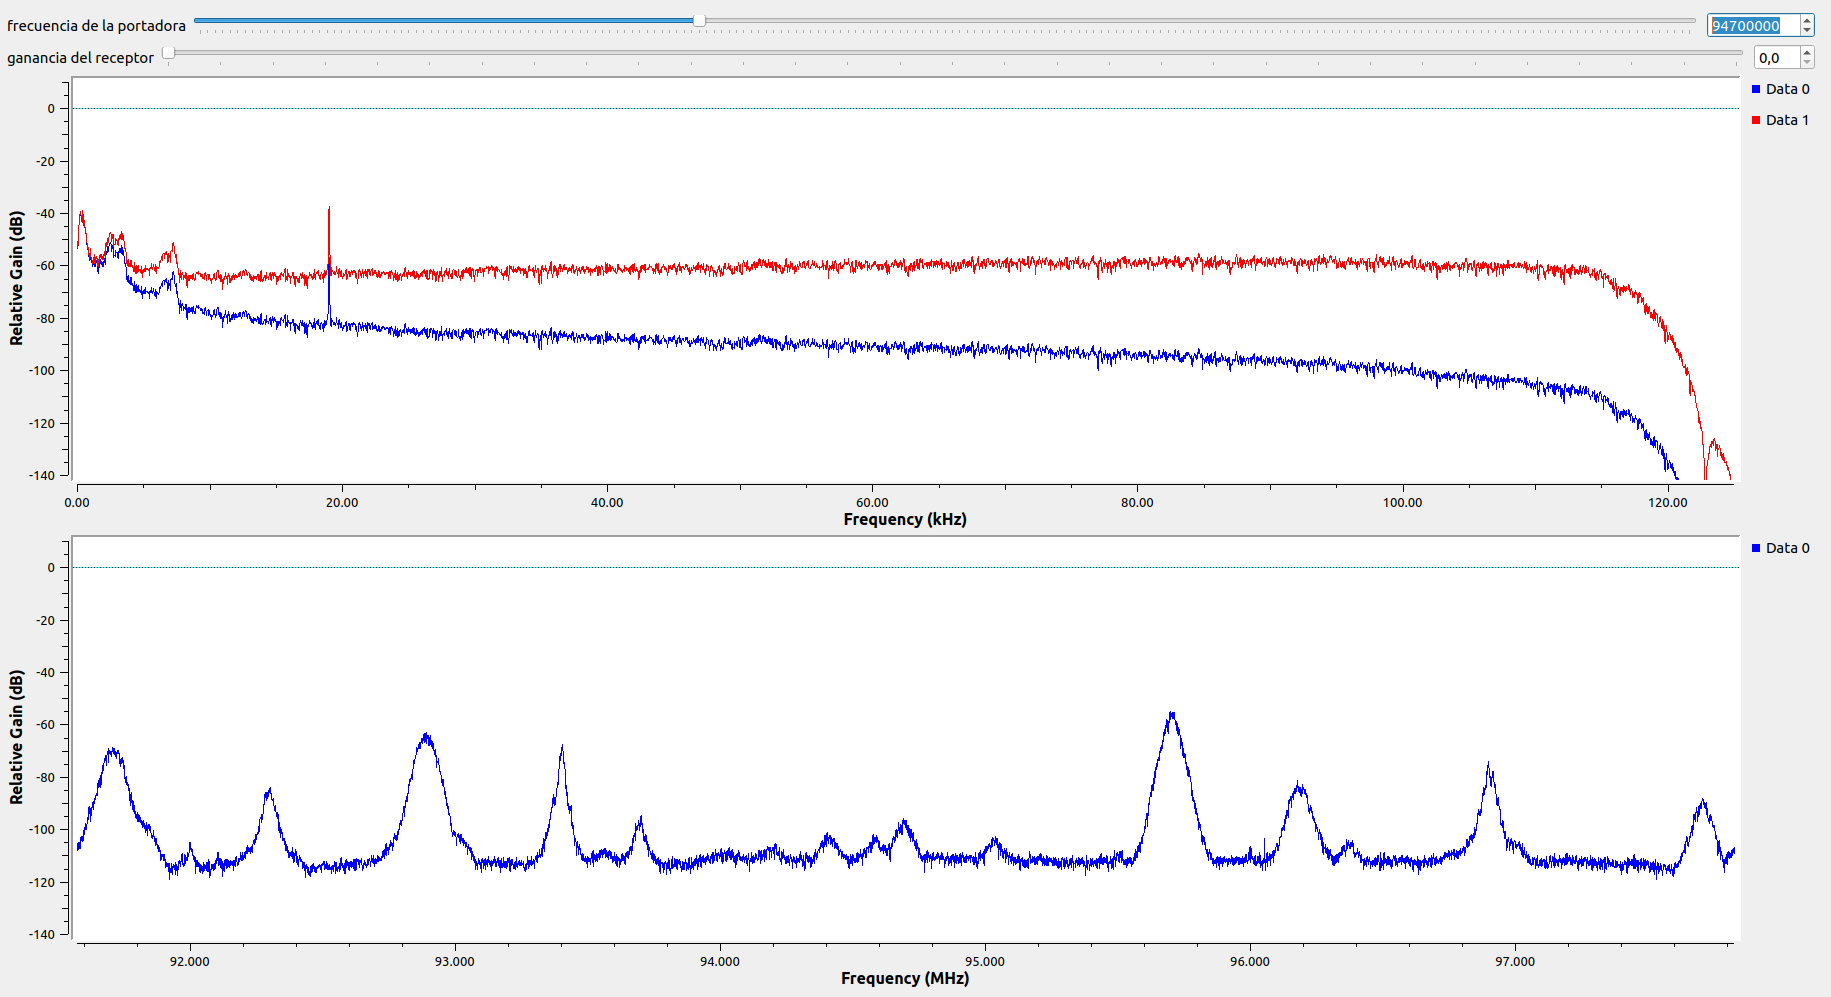 frecuencia de la portadora 94700000
ganancia del receptor 0,0
Data 0
Data 1
Relative Gain (dB)
0
-20
-40
-60
-80
-100
-120
-140
0.00 20.00 40.00 60.00 80.00 100.00 120.00
Frequency (kHz)
Data 0
Relative Gain (dB)
0
-20
-40
-60
-80
-100
-120
-140
92.000 93.000 94.000 95.000 96.000 97.000
Frequency (MHz)